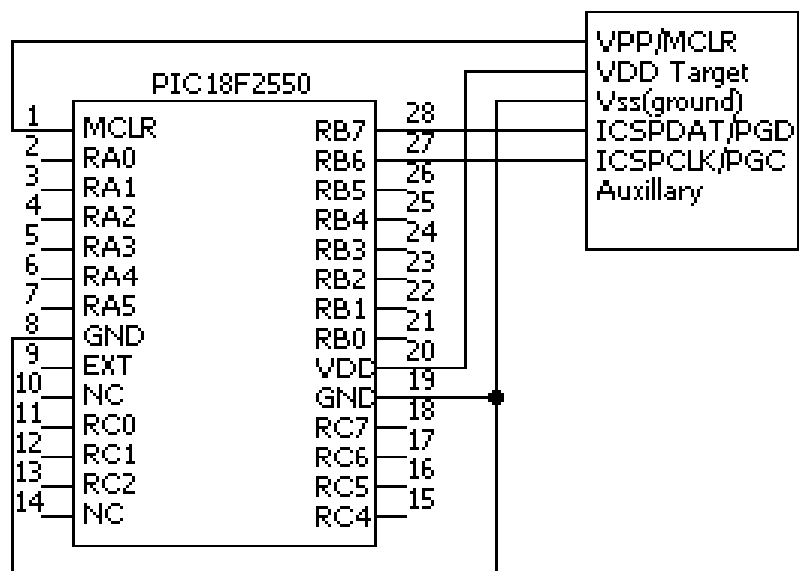 PIC18F2550
1 MCLR
2 RA0
3 RA1
4 RA2
5 RA3
6 RA4
7 RA5
8 GND
9 EXT
10 NC
11 RC0
12 RC1
13 RC2
14 NC
RB7 28
RB6 27
RB5 26
RB4 25
RB3 24
RB2 23
RB1 22
RB0 21
VDD 20
GND 19
RC7 18
RC6 17
RC5 16
RC4 15
VPP/MCLR
VDD Target
Vss(ground)
ICSPDAT/PGD
ICSPCLK/PGC
Auxillary